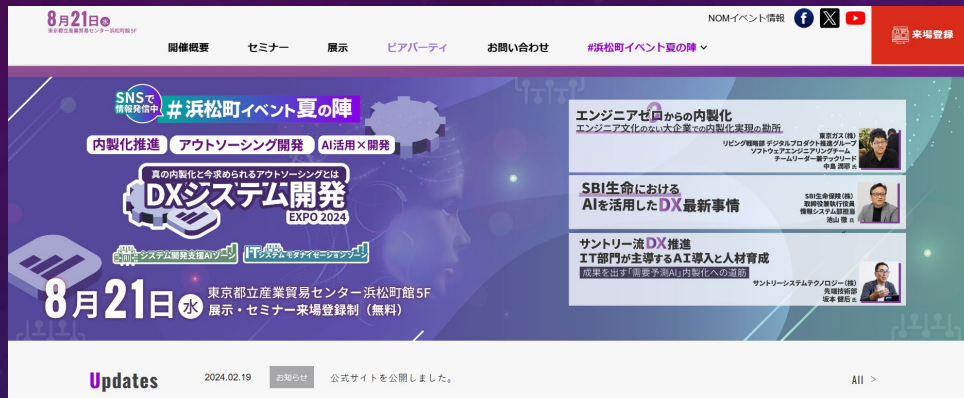 8月21日㊌
東京都立産業貿易センター浜松町館5F
NOMイベント情報
来場登録
開催概要 セミナー 展示 ビアパーティ お問い合わせ #浜松町イベント夏の陣
SNSで
情報発信中
#浜松町イベント夏の陣
内製化推進 アウトソーシング開発 AI活用×開発
真の内製化と今求められるアウトソーシングとは
DXシステム開発
EXPO 2024
システム開発支援AIゾーン ITシステム モダナイゼーションゾーン
8月21日㊌
東京都立産業貿易センター浜松町館5F
展示・セミナー来場登録制（無料）
エンジニアゼロからの内製化
エンジニア文化のない大企業での内製化実現の勘所
東京ガス(株)
リビング戦略部 デジタルプロダクト推進グループ
ソフトウェアエンジニアリングチーム
チームリーダー兼テックリード
中島 潤耶 氏
SBI生命における
AIを活用したDX最新事情
SBI生命保険(株)
取締役兼執行役員
情報システム部担当
池山 徹 氏
サントリー流DX推進
IT部門が主導するAI導入と人材育成
成果を出す「需要予測AI」内製化への道筋
サントリーシステムテクノロジー(株)
先端技術部
坂本 健后 氏
Updates
2024.02.19 お知らせ 公式サイトを公開しました。
All >